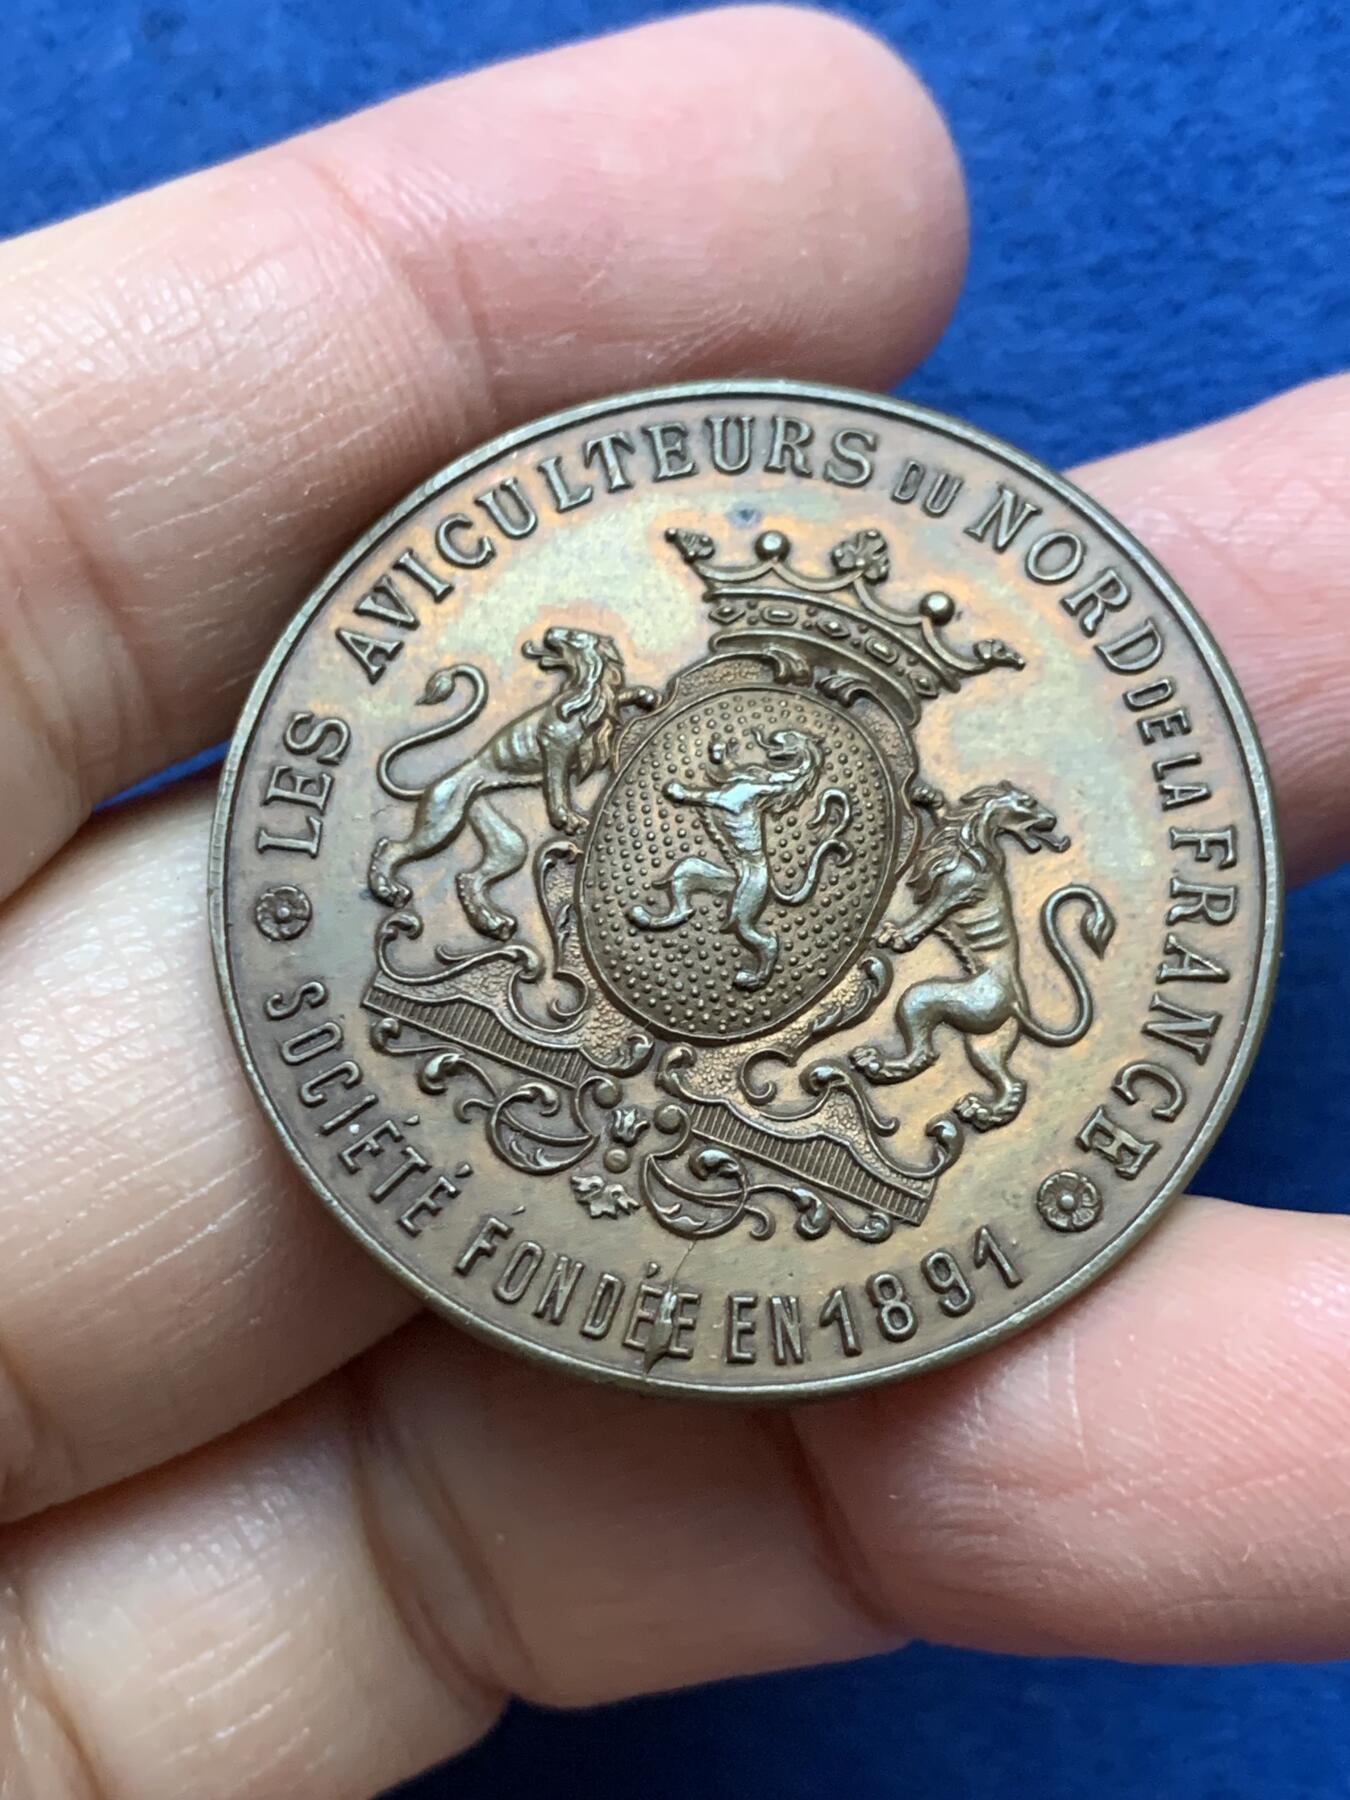 LES AVICULTEURS DU NORD DE LA FRANCE
SOCIÉTÉ FONDÉE EN 1891